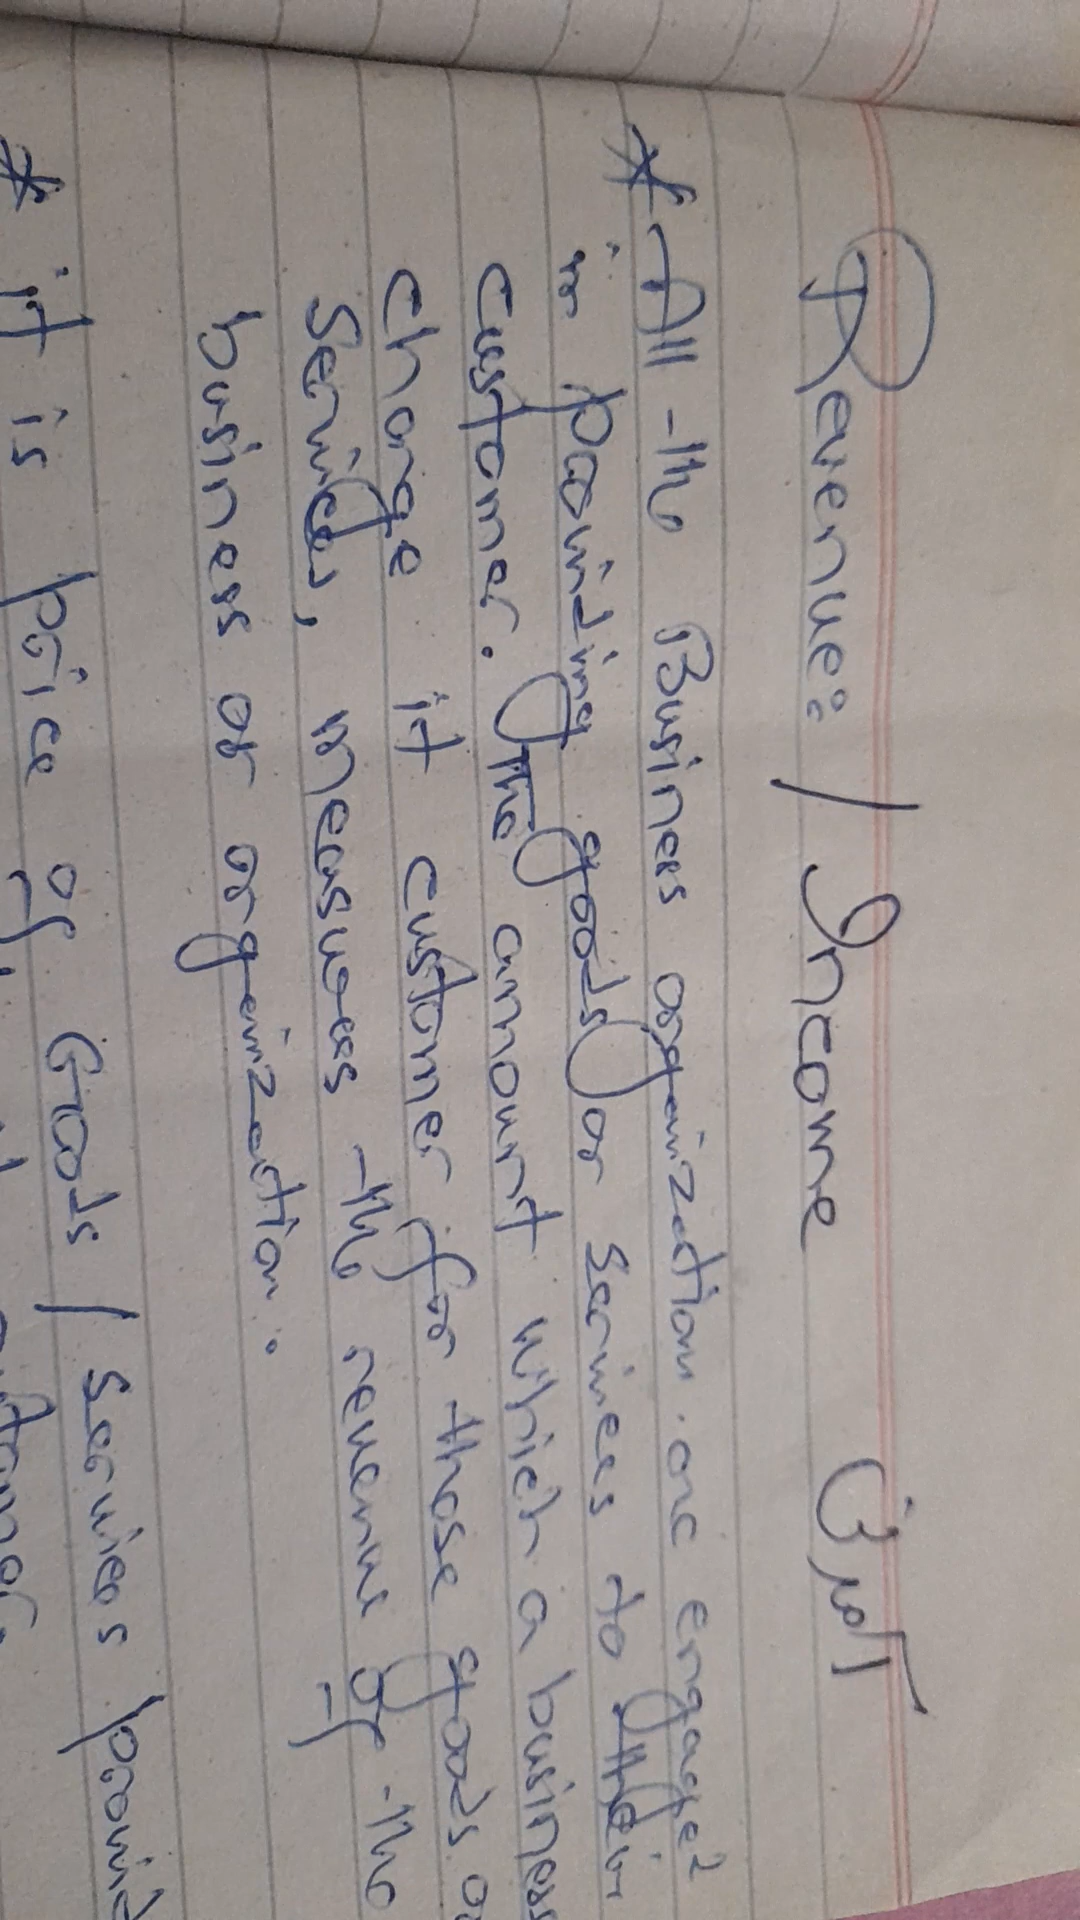 Revenue: / Income آمدن
* All the Business organization are engaged
in providing goods or services to their
customer. The amount which a business
charge it customer for those goods or
Services, measures the revenue of the
business or organization.
* it is price of Goods / services provid